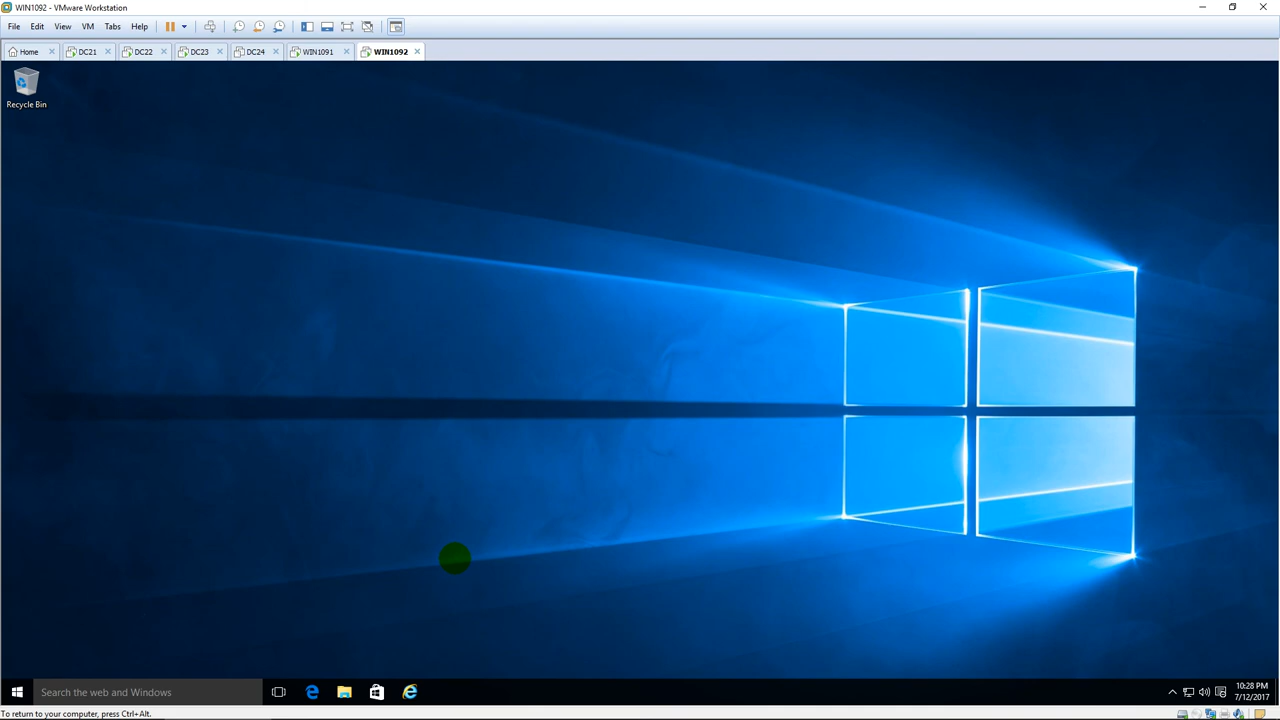 WIN1092 - VMware Workstation
File Edit View VM Tabs Help
Home DC21 DC22 DC23 DC24 WIN1091 WIN1092
Recycle Bin
Search the web and Windows
10:28 PM
7/12/2017
To return to your computer, press Ctrl+Alt.